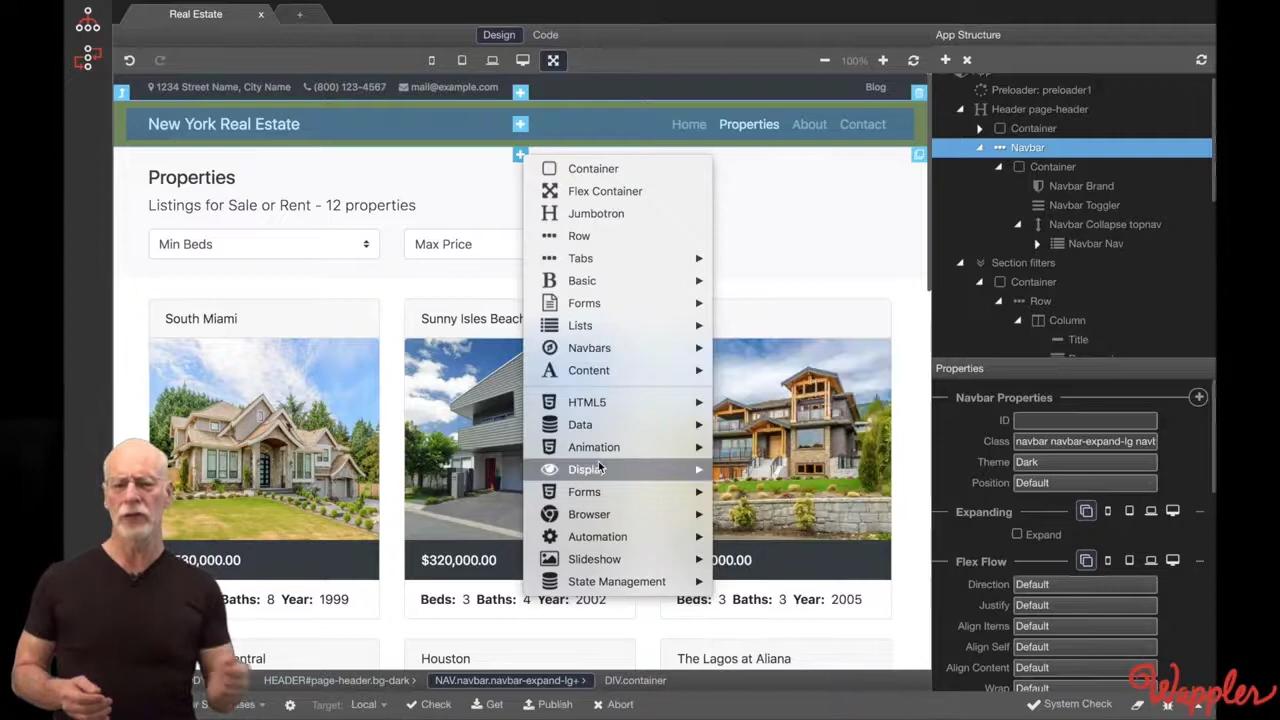 Real Estate
x
+
Design
Code
App Structure
100%
1234 Street Name, City Name
(800) 123-4567
mail@example.com
Blog
New York Real Estate
Home
Properties
About
Contact
Properties
Listings for Sale or Rent - 12 properties
Min Beds
Max Price
South Miami
Sunny Isles Beach
$320,000.00
00.00
Baths: 8 Year: 1999
Beds: 3 Baths: 4 Year: 2002
Beds: 3 Baths: 3 Year: 2005
Houston
The Lagos at Aliana
Container
Flex Container
Jumbotron
Row
Tabs
Basic
Forms
Lists
Navbars
Content
HTML5
Data
Animation
Display
Forms
Browser
Automation
Slideshow
State Management
Preloader: preloader1
Header page-header
Container
Navbar
Container
Navbar Brand
Navbar Toggler
Navbar Collapse topnav
Navbar Nav
Section filters
Container
Row
Column
Title
Properties
Navbar Properties
ID
Class
navbar navbar-expand-lg navt
Theme
Dark
Position
Default
Expanding
Expand
Flex Flow
Direction
Default
Justify
Default
Align Items
Default
Align Self
Default
Align Content
Default
Wrap
Default
HEADER#page-header.bg-dark
NAV.navbar.navbar-expand-lg+
DIV.container
Target:
Local
Check
Get
Publish
Abort
System Check
Wappler